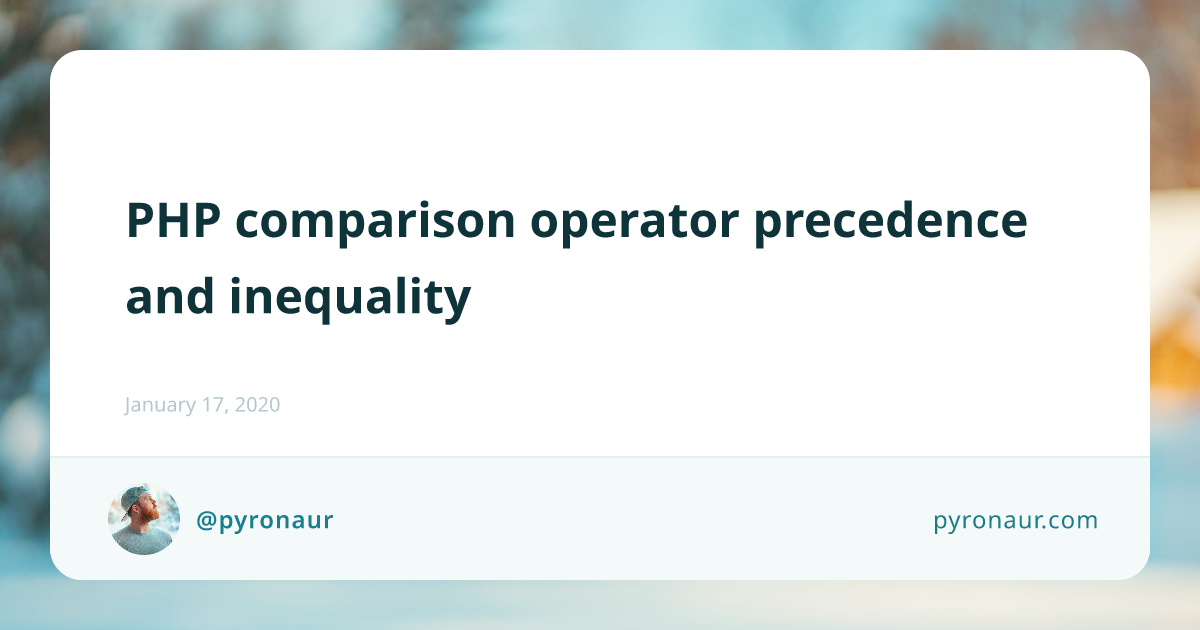 PHP comparison operator precedence
and inequality
January 17, 2020
@pyronaur
pyronaur.com